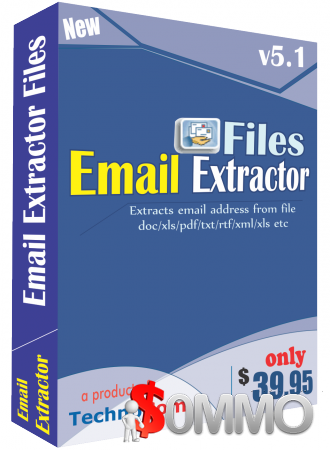 New
v5.1
Files
Email Extractor
Extracts email address from file
doc/xls/pdf/txt/rtf/xml/xls etc
only
$39.95
a product
$OMMO
Email Extractor Files
Email
Extractor